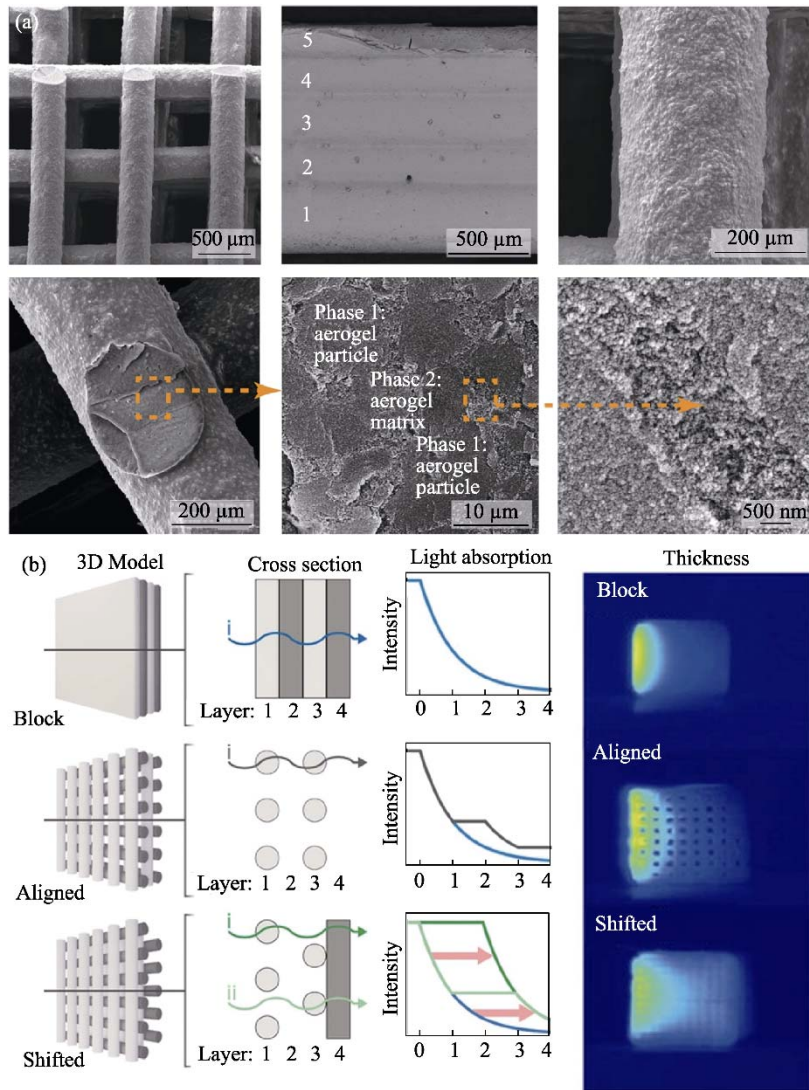 (a)
5
4
3
2
1
500 µm
500 µm
200 µm
Phase 1:
aerogel
particle
Phase 2:
aerogel
matrix
Phase 1:
aerogel
particle
200 µm
10 µm
500 nm
(b)
3D Model
Cross section
Light absorption
Thickness
Block
i
Layer: 1 2 3 4
Intensity
0 1 2 3 4
Block
Aligned
i
Layer: 1 2 3 4
Intensity
0 1 2 3 4
Aligned
Shifted
i
ii
Layer: 1 2 3 4
Intensity
0 1 2 3 4
Shifted